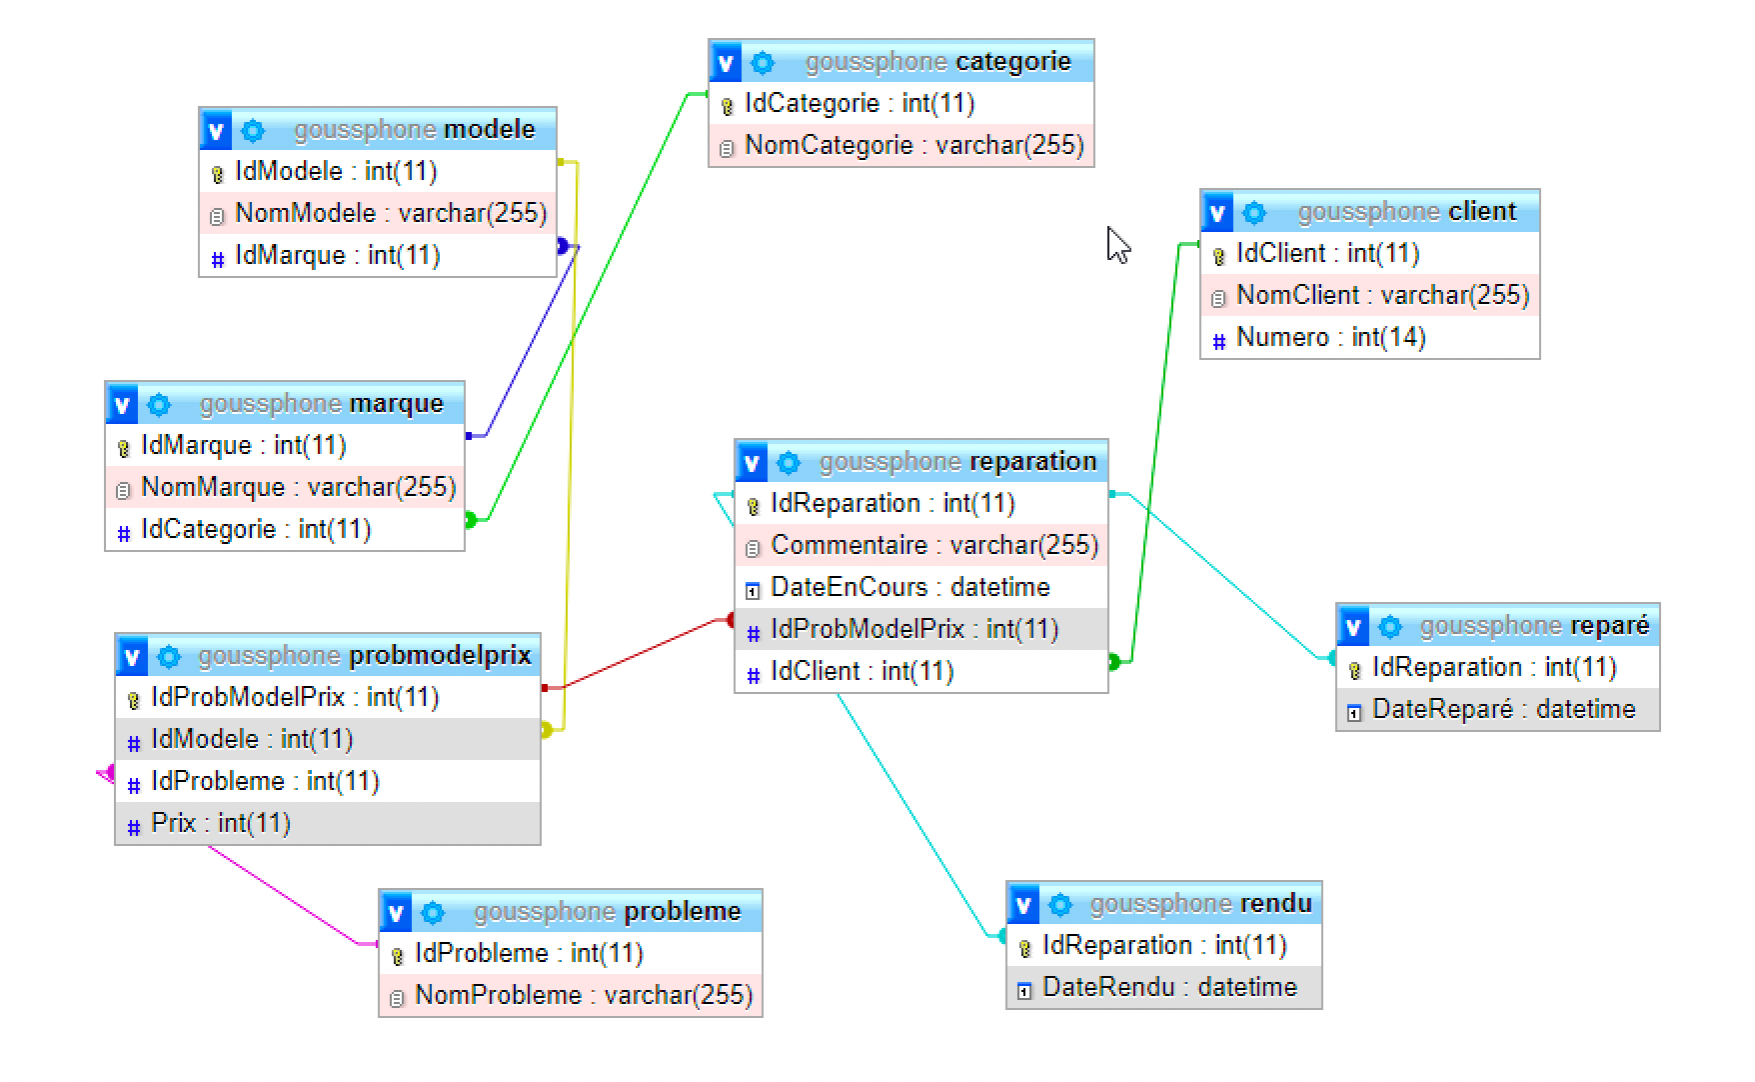 v goussphone categorie
IdCategorie : int(11)
NomCategorie : varchar(255)
v goussphone modele
IdModele : int(11)
NomModele : varchar(255)
# IdMarque : int(11)
v goussphone client
IdClient : int(11)
NomClient : varchar(255)
# Numero : int(14)
v goussphone marque
IdMarque : int(11)
NomMarque : varchar(255)
# IdCategorie : int(11)
v goussphone reparation
IdReparation : int(11)
Commentaire : varchar(255)
DateEnCours : datetime
# IdProbModelPrix : int(11)
# IdClient : int(11)
v goussphone reparé
IdReparation : int(11)
DateReparé : datetime
v goussphone probmodelprix
IdProbModelPrix : int(11)
# IdModele : int(11)
# IdProbleme : int(11)
# Prix : int(11)
v goussphone probleme
IdProbleme : int(11)
NomProbleme : varchar(255)
v goussphone rendu
IdReparation : int(11)
DateRendu : datetime